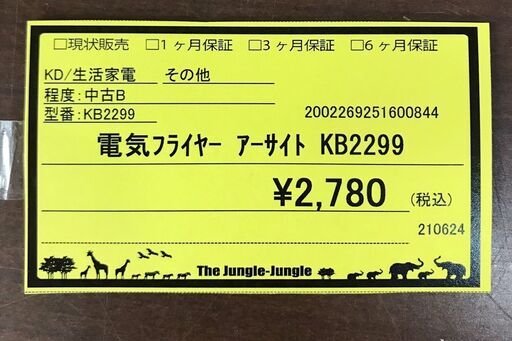 □現状販売 □1ヶ月保証 □3ヶ月保証 □6ヶ月保証
KD/生活家電 その他
程度:中古B
型番:KB2299 2002269251600844
電気フライヤー アーサイト KB2299
¥2,780 (税込)
210624
The Jungle-Jungle